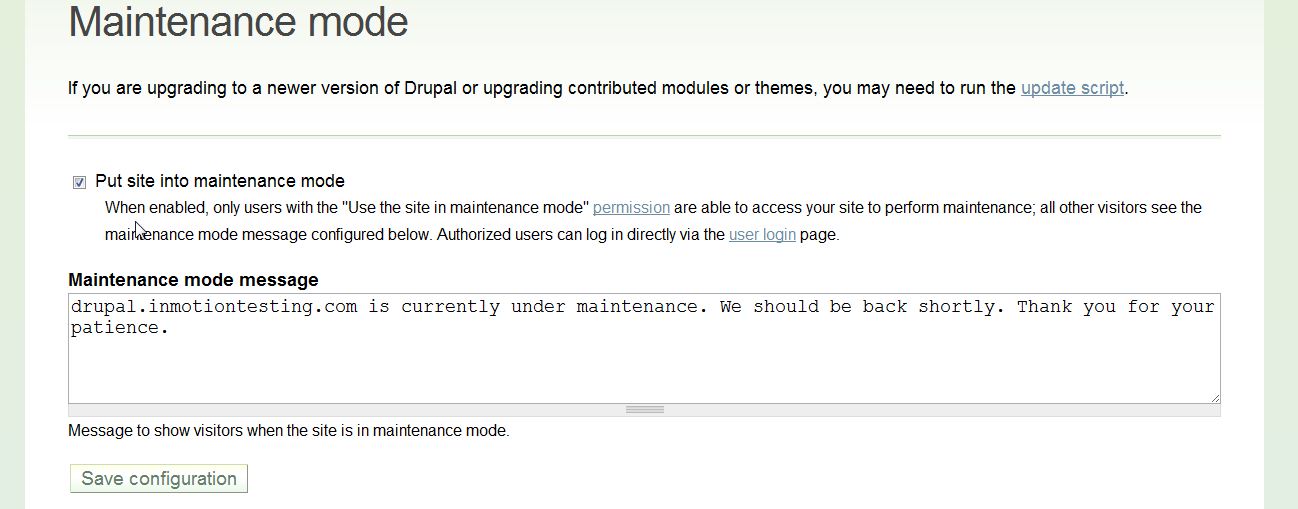 Maintenance mode
If you are upgrading to a newer version of Drupal or upgrading contributed modules or themes, you may need to run the update script.
Put site into maintenance mode
When enabled, only users with the "Use the site in maintenance mode" permission are able to access your site to perform maintenance; all other visitors see the
maintenance mode message configured below. Authorized users can log in directly via the user login page.
Maintenance mode message
drupal.inmotiontesting.com is currently under maintenance. We should be back shortly. Thank you for your
patience.
Message to show visitors when the site is in maintenance mode.
Save configuration